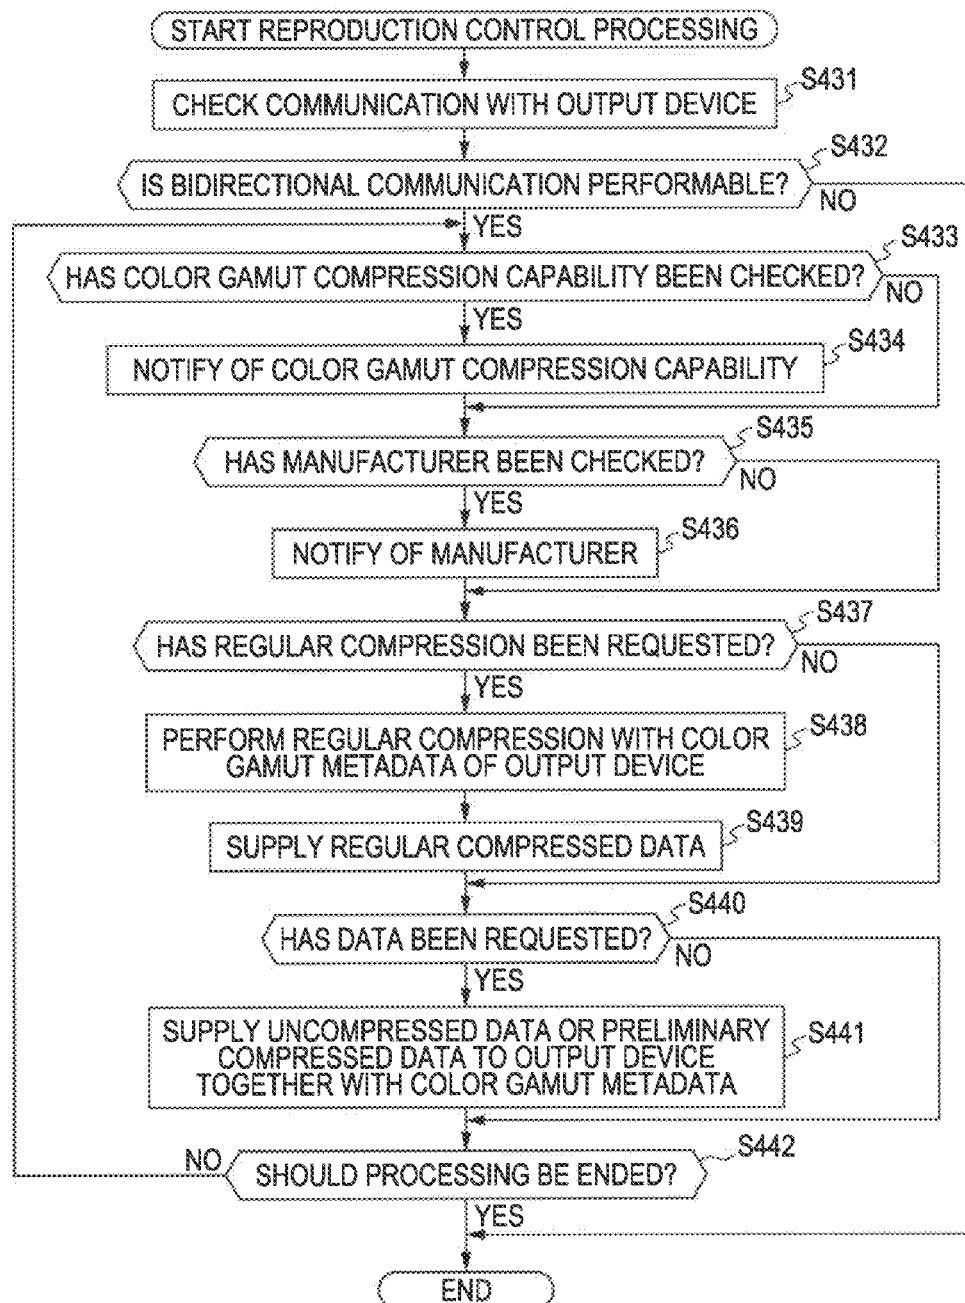 START REPRODUCTION CONTROL PROCESSING
S431
CHECK COMMUNICATION WITH OUTPUT DEVICE
S432
IS BIDIRECTIONAL COMMUNICATION PERFORMABLE?
NO
YES
S433
HAS COLOR GAMUT COMPRESSION CAPABILITY BEEN CHECKED?
NO
YES
S434
NOTIFY OF COLOR GAMUT COMPRESSION CAPABILITY
S435
HAS MANUFACTURER BEEN CHECKED?
NO
YES
S436
NOTIFY OF MANUFACTURER
S437
HAS REGULAR COMPRESSION BEEN REQUESTED?
NO
YES
S438
PERFORM REGULAR COMPRESSION WITH COLOR
GAMUT METADATA OF OUTPUT DEVICE
S439
SUPPLY REGULAR COMPRESSED DATA
S440
HAS DATA BEEN REQUESTED?
NO
YES
S441
SUPPLY UNCOMPRESSED DATA OR PRELIMINARY
COMPRESSED DATA TO OUTPUT DEVICE
TOGETHER WITH COLOR GAMUT METADATA
S442
NO
SHOULD PROCESSING BE ENDED?
YES
END